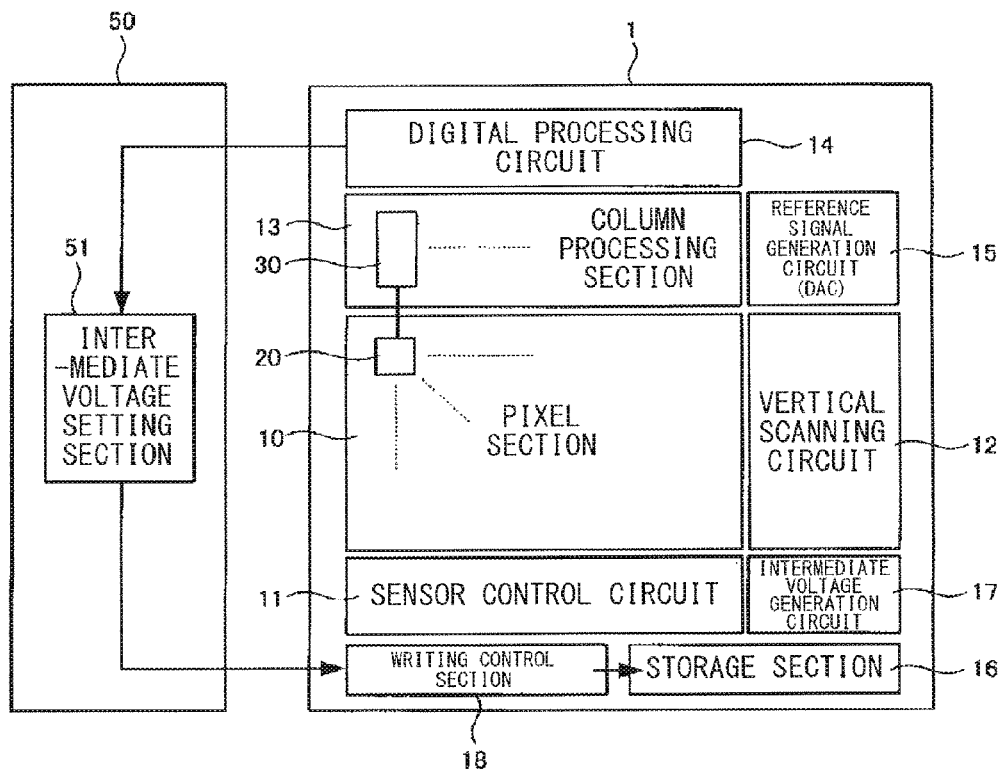 50
1
DIGITAL PROCESSING
CIRCUIT
14
13
30
COLUMN
PROCESSING
SECTION
REFERENCE
SIGNAL
GENERATION
CIRCUIT
(DAC)
15
51
INTER
-MEDIATE
VOLTAGE
SETTING
SECTION
20
10
PIXEL
SECTION
VERTICAL
SCANNING
CIRCUIT
12
11
SENSOR CONTROL CIRCUIT
INTERMEDIATE
VOLTAGE
GENERATION
CIRCUIT
17
WRITING CONTROL
SECTION
STORAGE SECTION
16
18